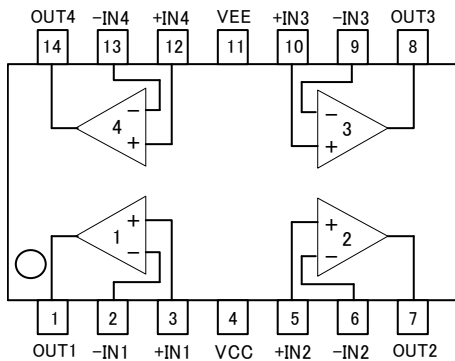 OUT4 −IN4 +IN4 VEE +IN3 −IN3 OUT3
14 13 12 11 10 9 8
− −
4 3
+ +
+ +
1 2
− −
1 2 3 4 5 6 7
OUT1 −IN1 +IN1 VCC +IN2 −IN2 OUT2